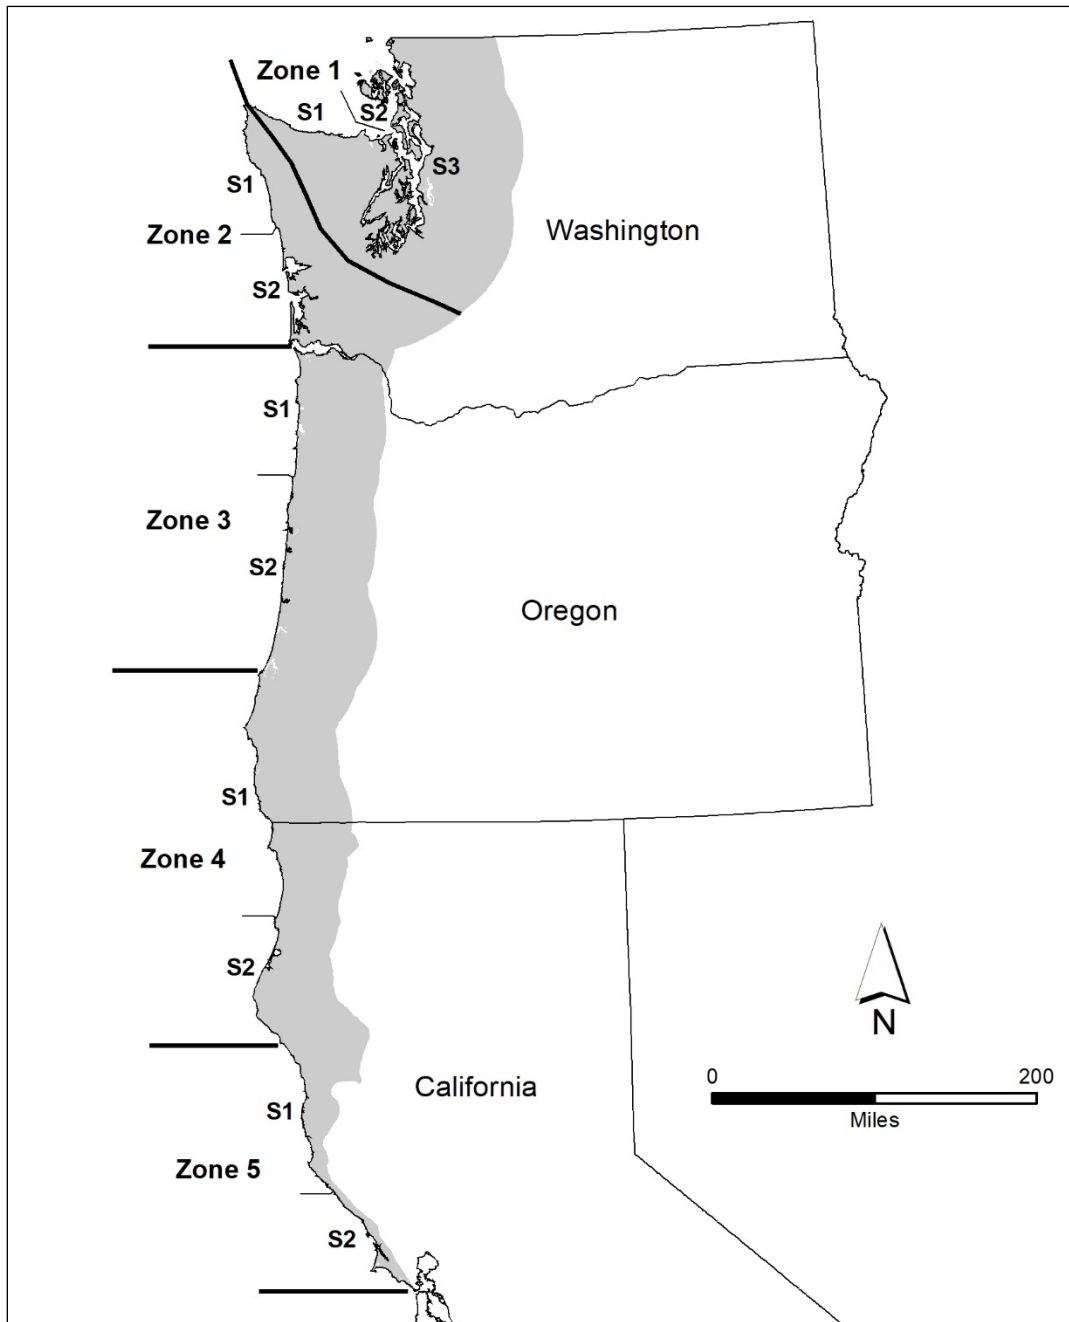 Zone 1
S1
S2
S3
S1
Zone 2
Washington
S2
S1
Zone 3
S2
Oregon
S1
Zone 4
S2
N
0 200
Miles
California
S1
Zone 5
S2